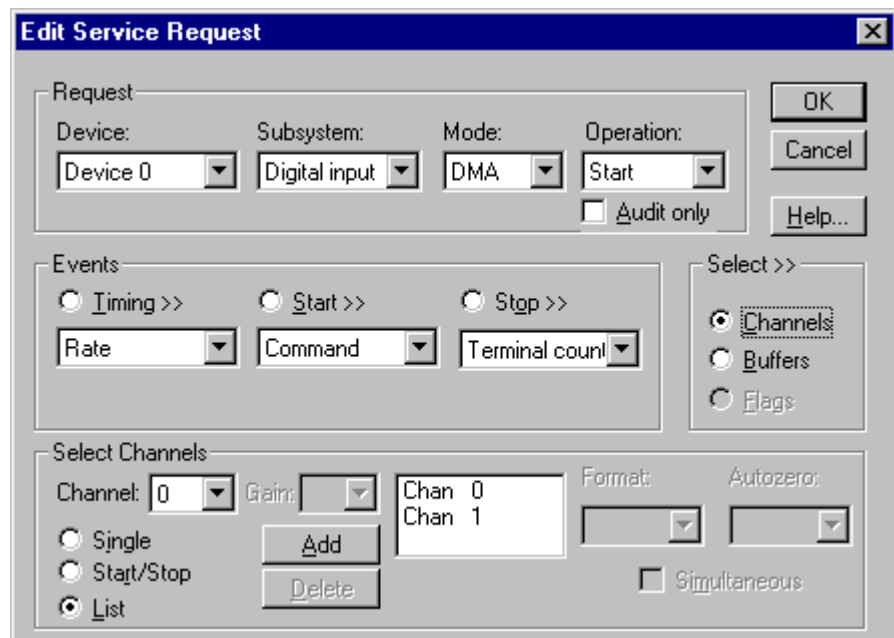 Edit Service Request
Request
Device:
Subsystem:
Mode:
Operation:
OK
Device 0
Digital input
DMA
Start
Cancel
Audit only
Help...
Events
Select >>
Timing >>
Start >>
Stop >>
Channels
Rate
Command
Terminal count
Buffers
Flags
Select Channels
Channel:
0
Gain:
Chan 0
Chan 1
Format:
Autozero:
Single
Add
Start/Stop
Delete
Simultaneous
List